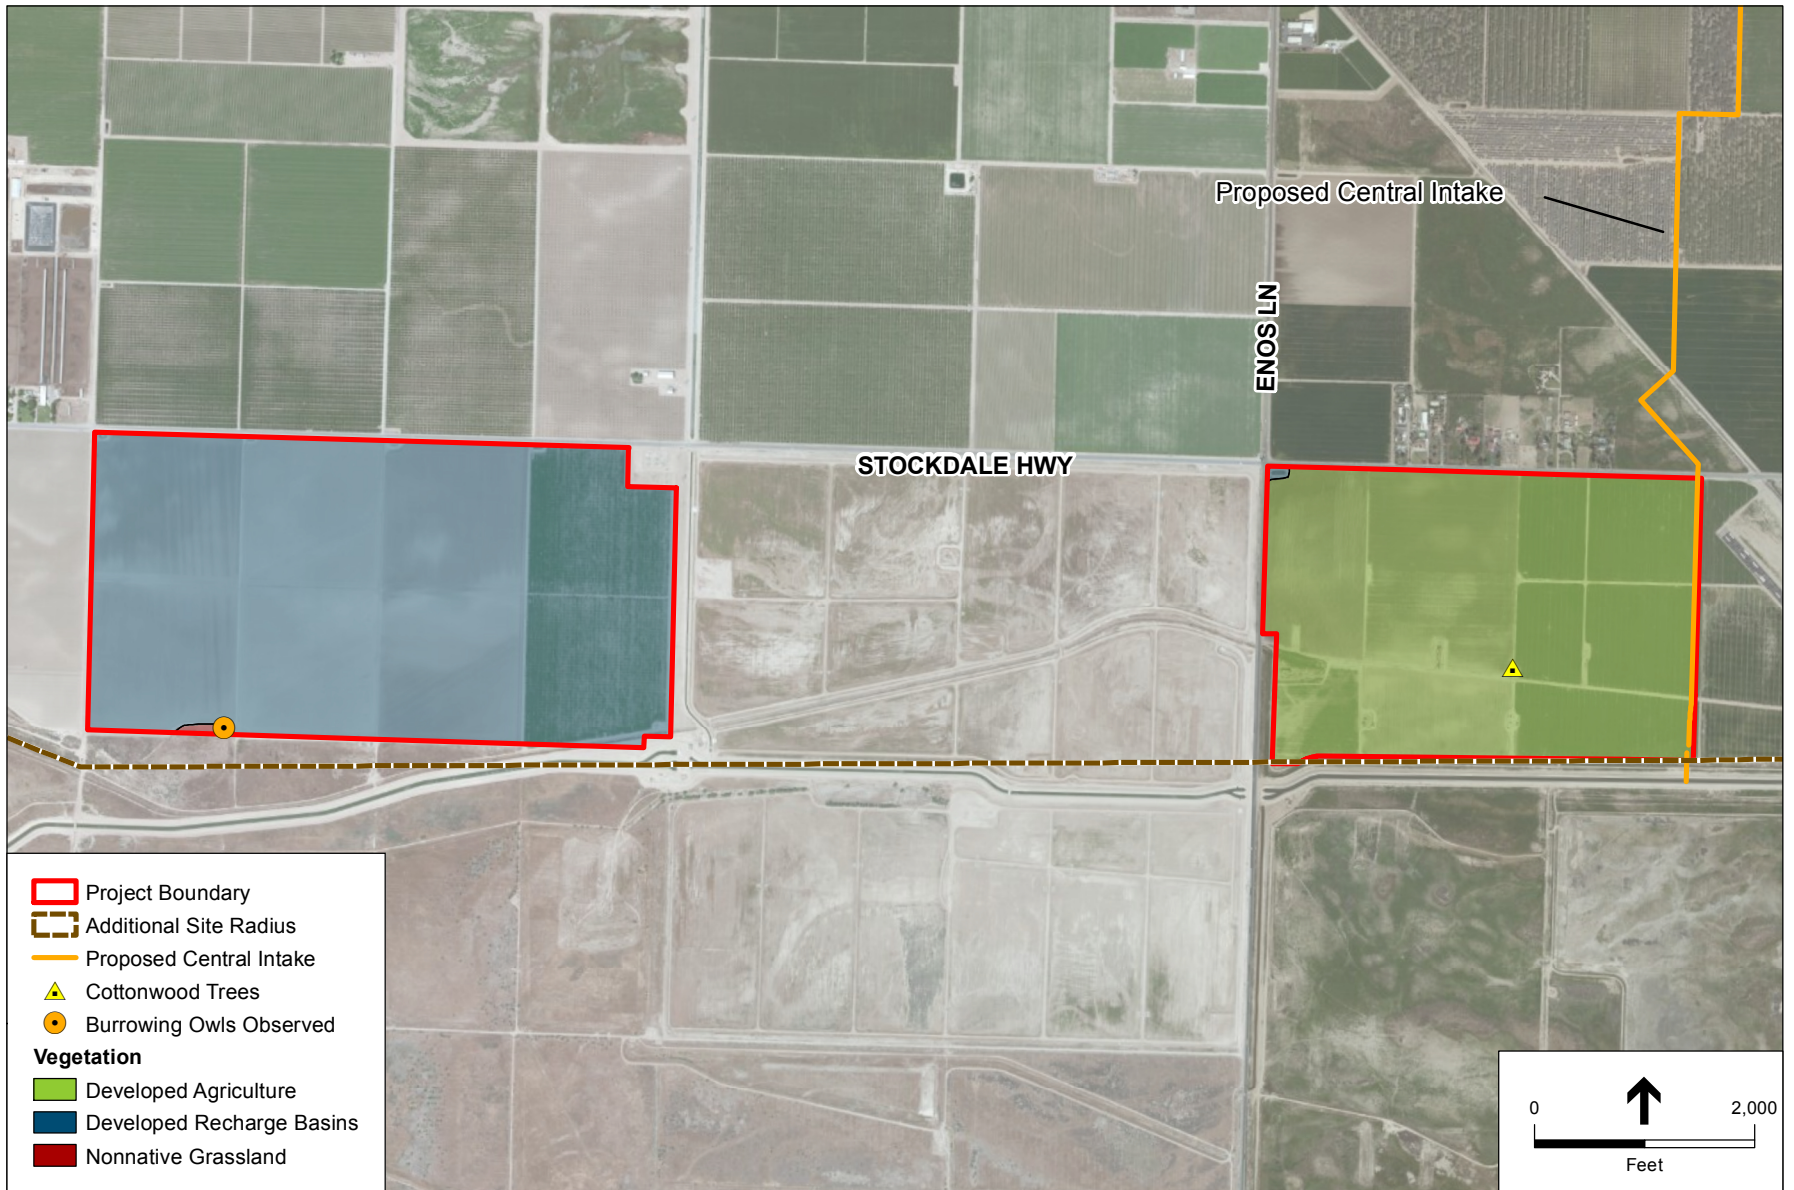 Proposed Central Intake
ENOS LN
STOCKDALE HWY
Project Boundary
Additional Site Radius
Proposed Central Intake
Cottonwood Trees
Burrowing Owls Observed
Vegetation
Developed Agriculture
Developed Recharge Basins
Nonnative Grassland
0 2,000
Feet